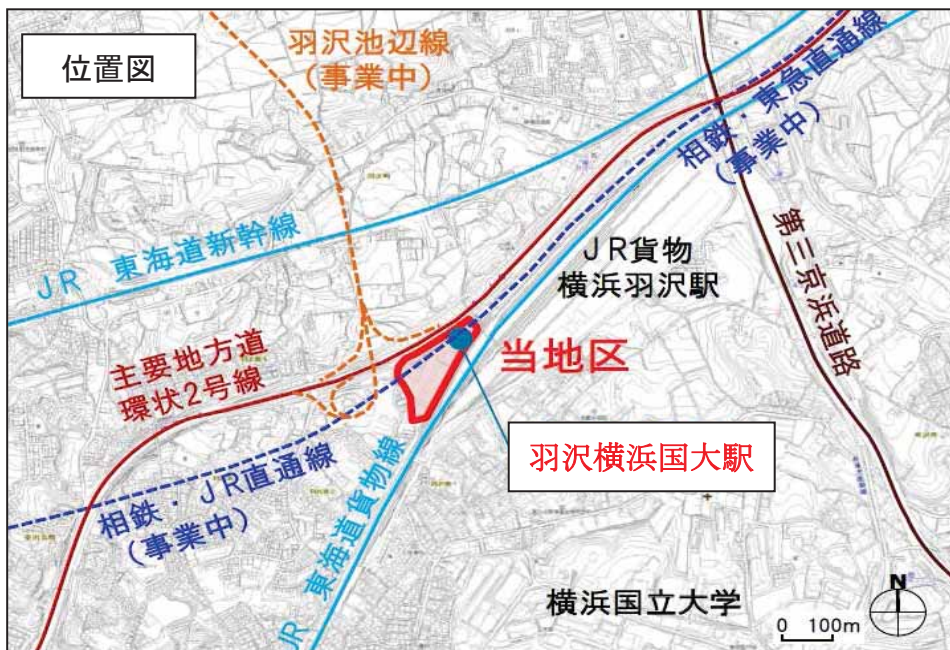 位置図
羽沢池辺線
(事業中)
相鉄・東急直通線
(事業中)
JR 東海道新幹線
JR貨物
横浜羽沢駅
第三京浜道路
主要地方道
環状2号線
当地区
羽沢横浜国大駅
相鉄・JR直通線
(事業中)
JR 東海道貨物線
横浜国立大学
N
0 100m